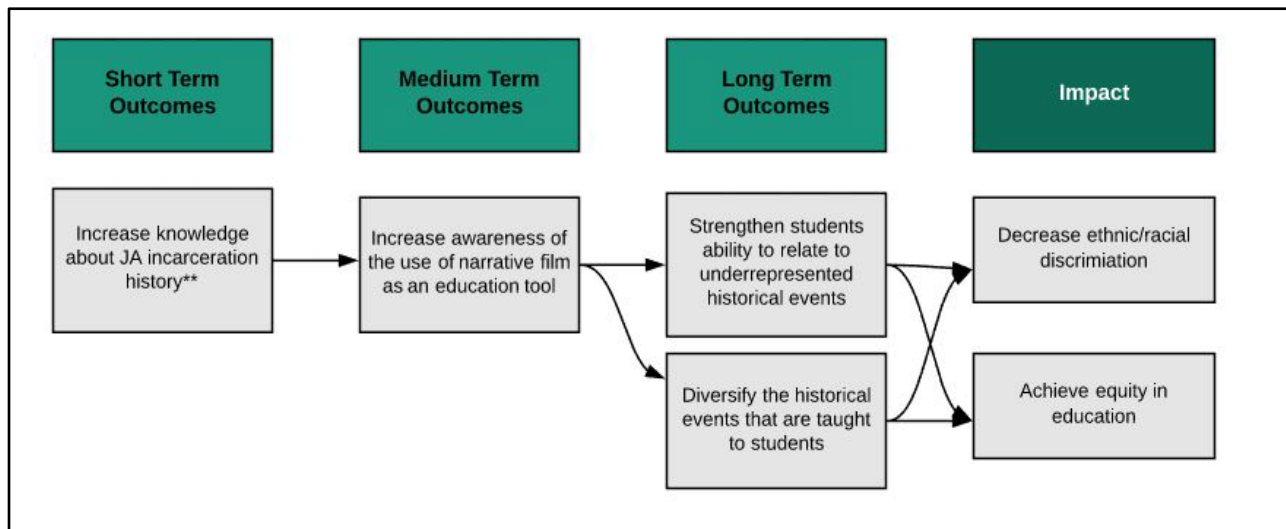 Short Term
Outcomes
Medium Term
Outcomes
Long Term
Outcomes
Impact
Increase knowledge
about JA incarceration
history**
Increase awareness of
the use of narrative film
as an education tool
Strengthen students
ability to relate to
underrepresented
historical events
Decrease ethnic/racial
discrimiation
Diversify the historical
events that are taught
to students
Achieve equity in
education